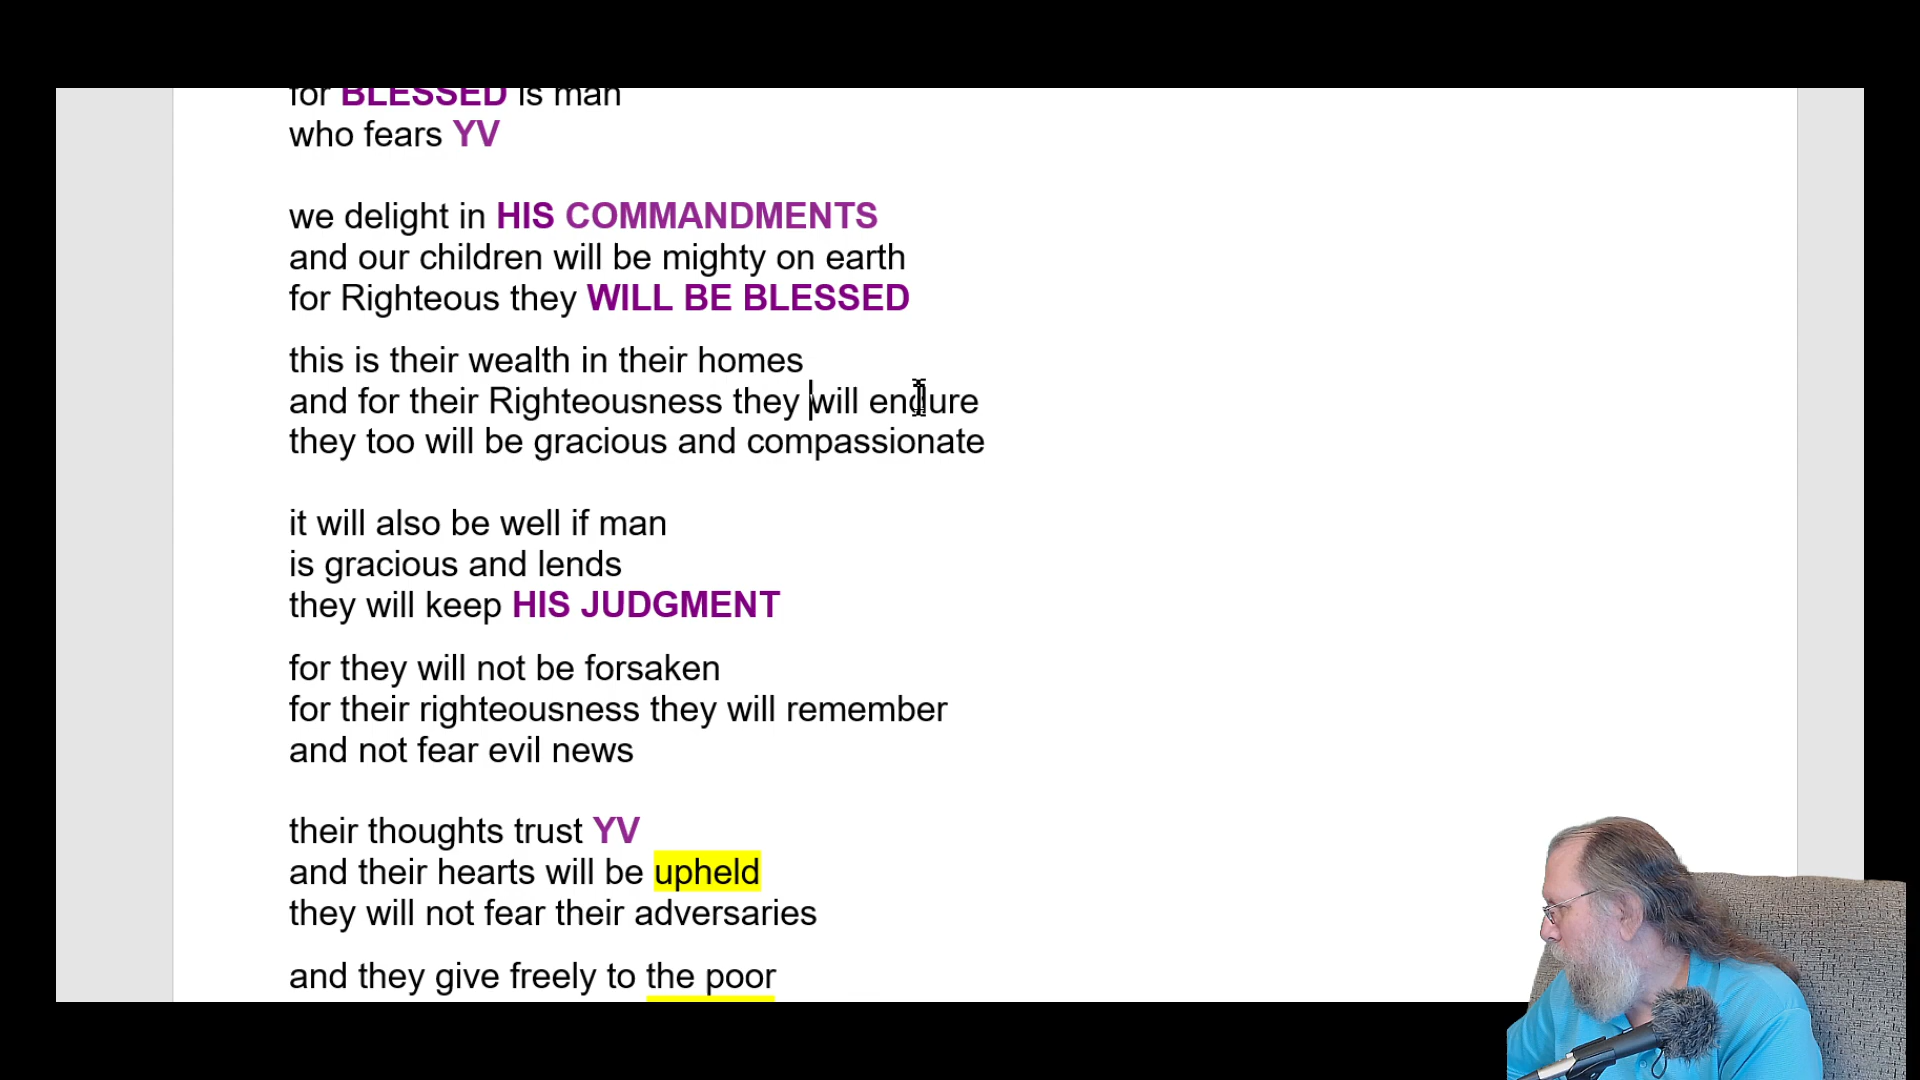 for BLESSED is man
who fears YV
we delight in HIS COMMANDMENTS
and our children will be mighty on earth
for Righteous they WILL BE BLESSED
this is their wealth in their homes
and for their Righteousness they will endure
they too will be gracious and compassionate
it will also be well if man
is gracious and lends
they will keep HIS JUDGMENT
for they will not be forsaken
for their righteousness they will remember
and not fear evil news
their thoughts trust YV
and their hearts will be upheld
they will not fear their adversaries
and they give freely to the poor